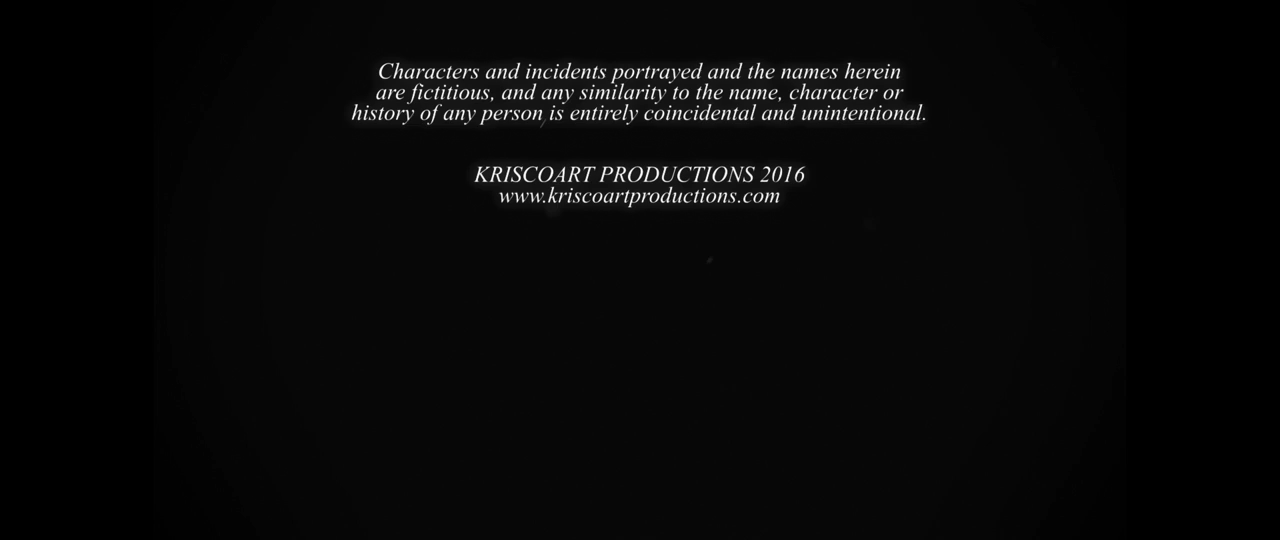 Characters and incidents portrayed and the names herein
are fictitious, and any similarity to the name, character or
history of any person is entirely coincidental and unintentional.
KRISCOART PRODUCTIONS 2016
www.kriscoartproductions.com